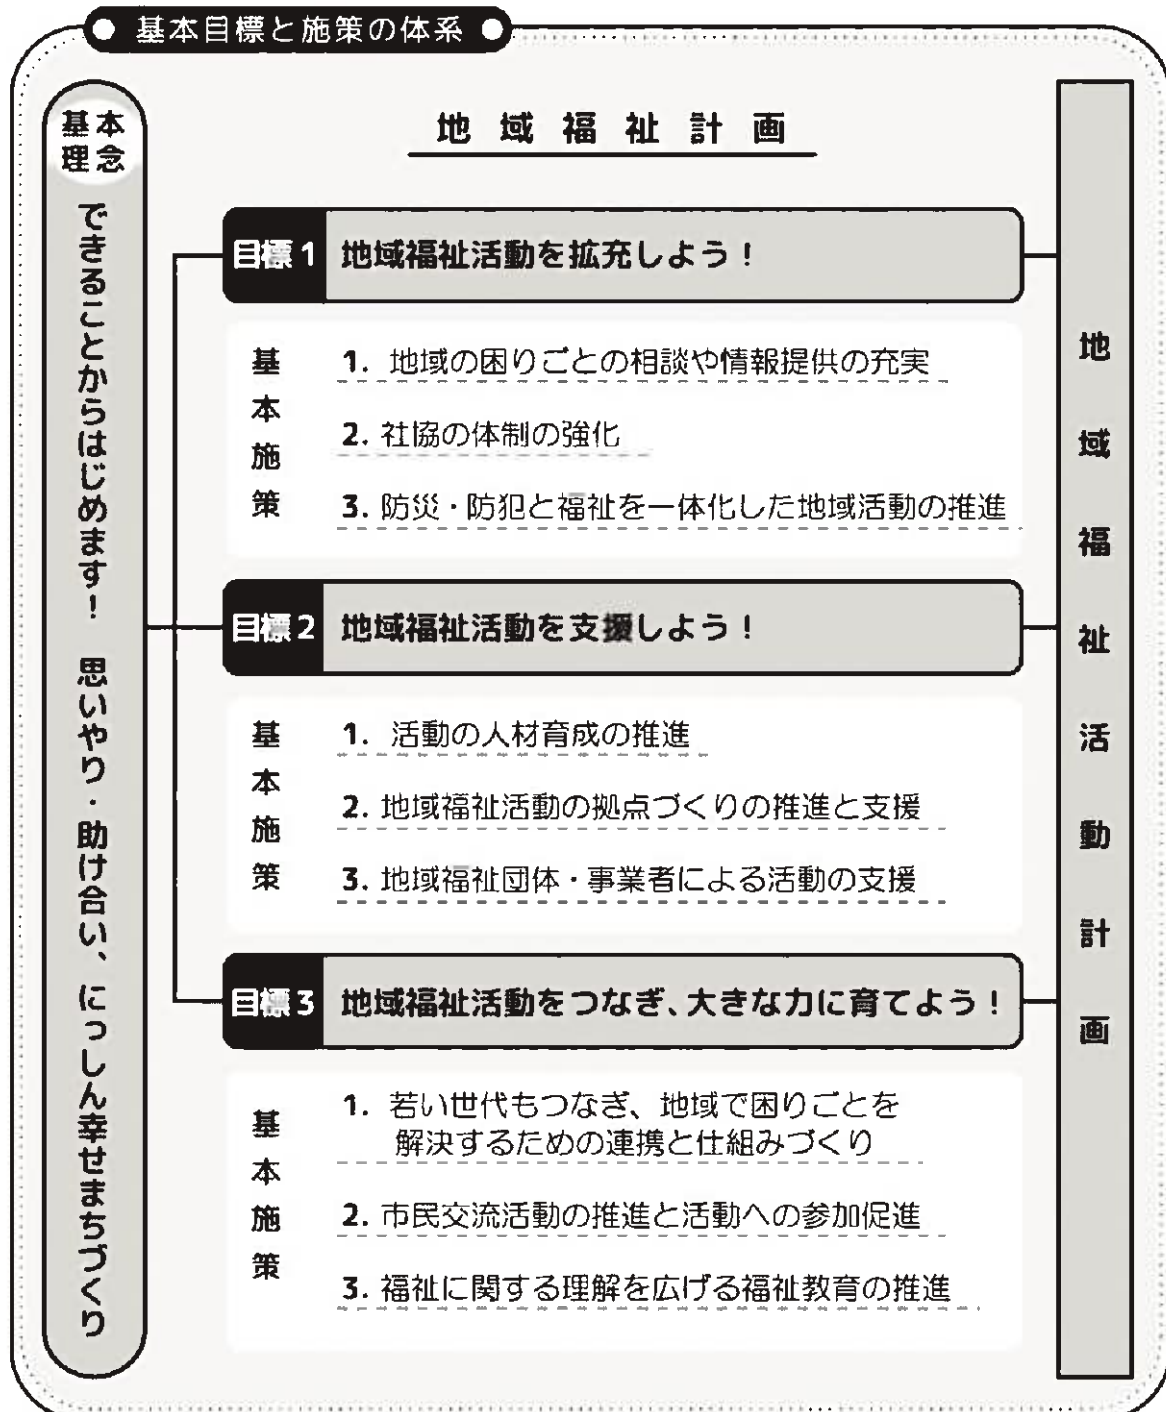 基本目標と施策の体系
基本
理念
できることからはじめます! 思いやり・助け合い、にっしん幸せまちづくり
地域福祉計画
目標1 地域福祉活動を拡充しよう!
基本施策
1. 地域の困りごとの相談や情報提供の充実
2. 社協の体制の強化
3. 防災・防犯と福祉を一体化した地域活動の推進
目標2 地域福祉活動を支援しよう!
基本施策
1. 活動の人材育成の推進
2. 地域福祉活動の拠点づくりの推進と支援
3. 地域福祉団体・事業者による活動の支援
目標3 地域福祉活動をつなぎ、大きな力に育てよう!
基本施策
1. 若い世代もつなぎ、地域で困りごとを
解決するための連携と仕組みづくり
2. 市民交流活動の推進と活動への参加促進
3. 福祉に関する理解を広げる福祉教育の推進
地域福祉活動計画